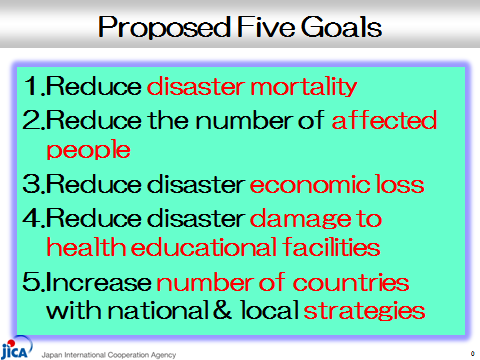 Proposed Five Goals
1.Reduce disaster mortality
2.Reduce the number of affected
people
3.Reduce disaster economic loss
4.Reduce disaster damage to
health educational facilities
5.Increase number of countries
with national & local strategies
jICA Japan International Cooperation Agency
0